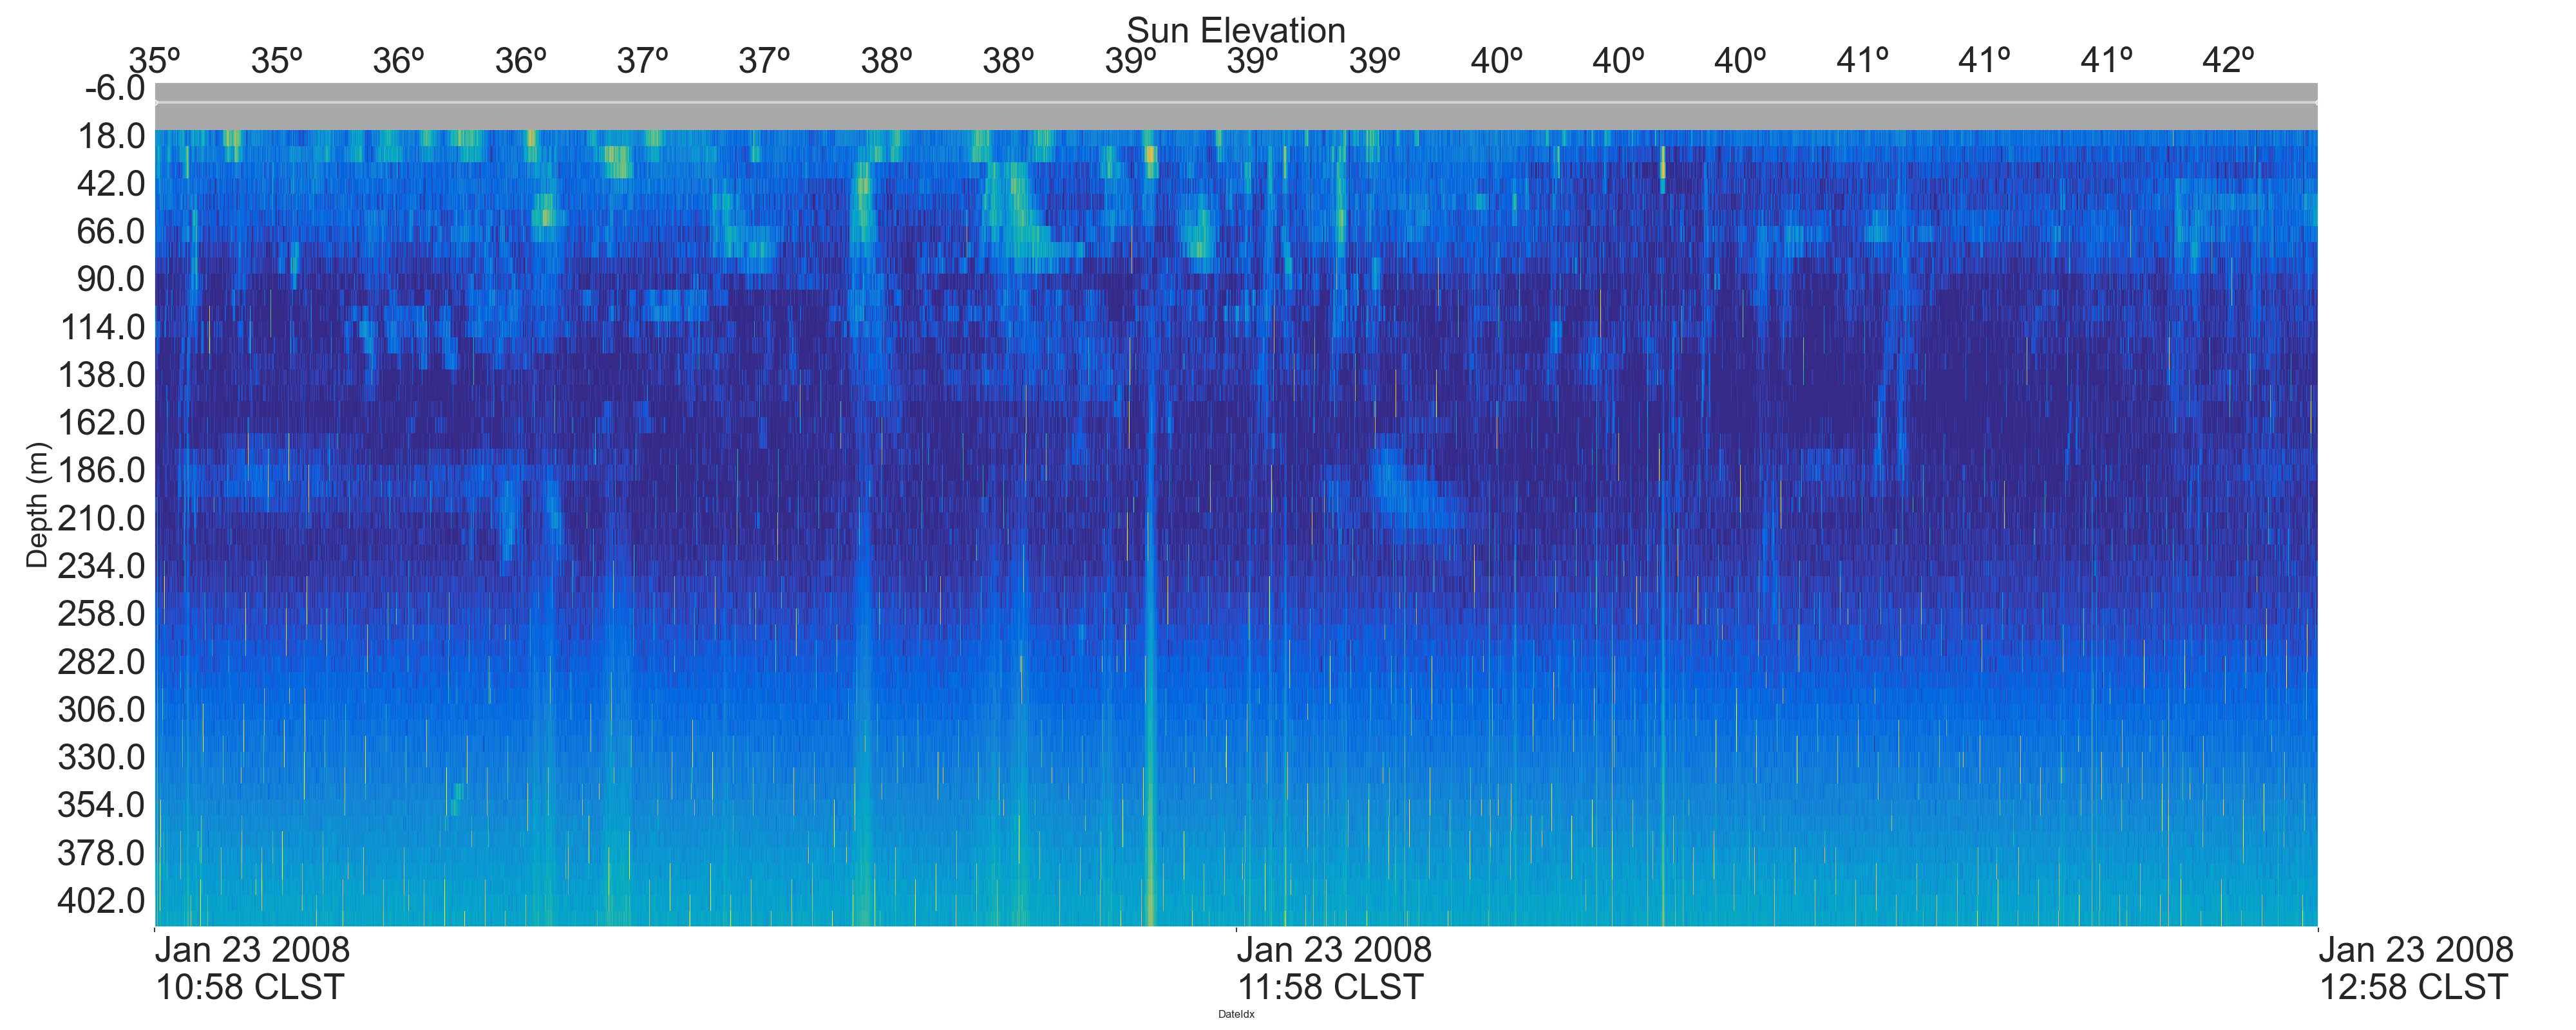 Sun Elevation
35º 35º 36º 36º 37º 37º 38º 38º 39º 39º 39º 40º 40º 40º 41º 41º 41º 42º
-6.0
18.0
42.0
66.0
90.0
114.0
138.0
162.0
186.0
210.0
234.0
258.0
282.0
306.0
330.0
354.0
378.0
402.0
Depth (m)
Jan 23 2008
10:58 CLST
Jan 23 2008
11:58 CLST
Jan 23 2008
12:58 CLST
DateIdx